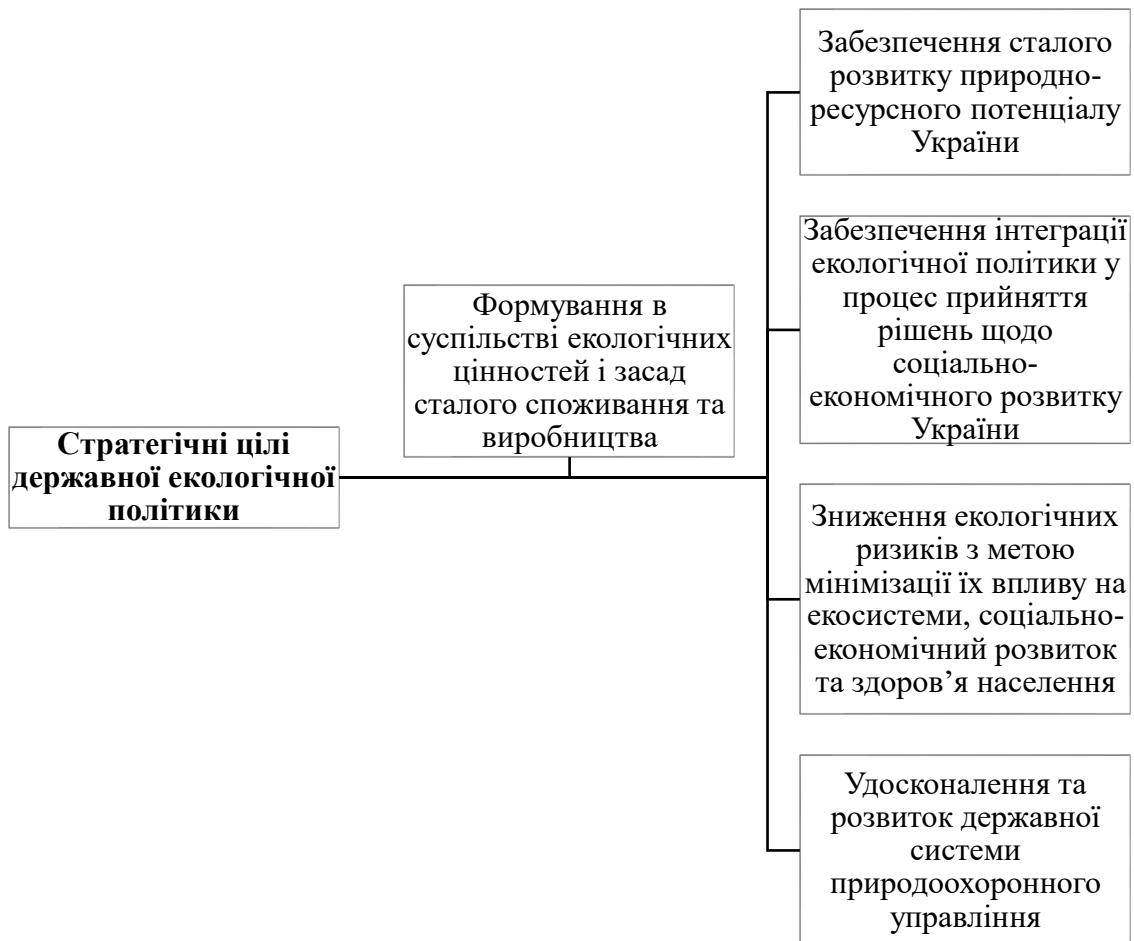 Стратегічні цілі
державної екологічної
політики
Формування в
суспільстві екологічних
цінностей і засад
сталого споживання та
виробництва
Забезпечення сталого
розвитку природно-
ресурсного потенціалу
України
Забезпечення інтеграції
екологічної політики у
процес прийняття
рішень щодо
соціально-
економічного розвитку
України
Зниження екологічних
ризиків з метою
мінімізації їх впливу на
екосистеми, соціально-
економічний розвиток
та здоров’я населення
Удосконалення та
розвиток державної
системи
природоохоронного
управління